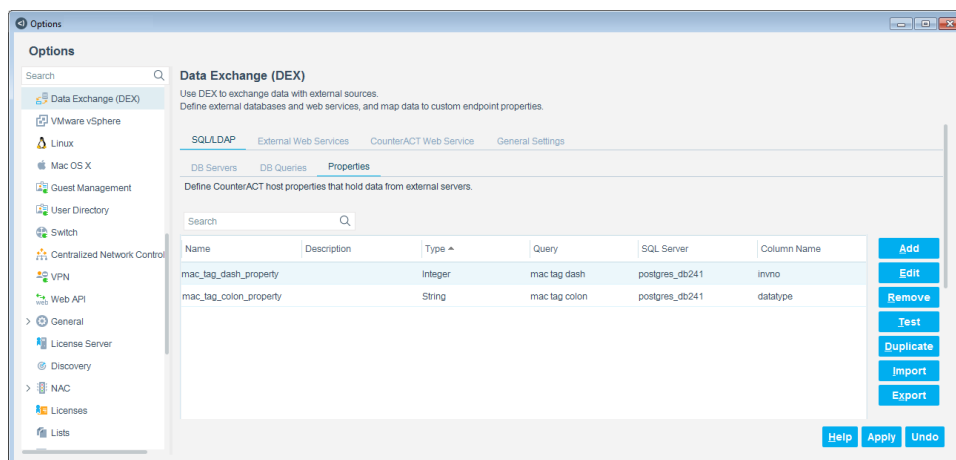 Options
Options
Search
Data Exchange (DEX)
VMware vSphere
Linux
Mac OS X
Guest Management
User Directory
Switch
Centralized Network Control
VPN
Web API
General
License Server
Discovery
NAC
Licenses
Lists
Data Exchange (DEX)
Use DEX to exchange data with external sources.
Define external databases and web services, and map data to custom endpoint properties.
SQL/LDAP External Web Services CounterACT Web Service General Settings
DB Servers DB Queries Properties
Define CounterACT host properties that hold data from external servers.
Search
Name Description Type Query SQL Server Column Name
mac_tag_dash_property Integer mac tag dash postgres_db241 invno
mac_tag_colon_property String mac tag colon postgres_db241 datatype
Add
Edit
Remove
Test
Duplicate
Import
Export
Help Apply Undo